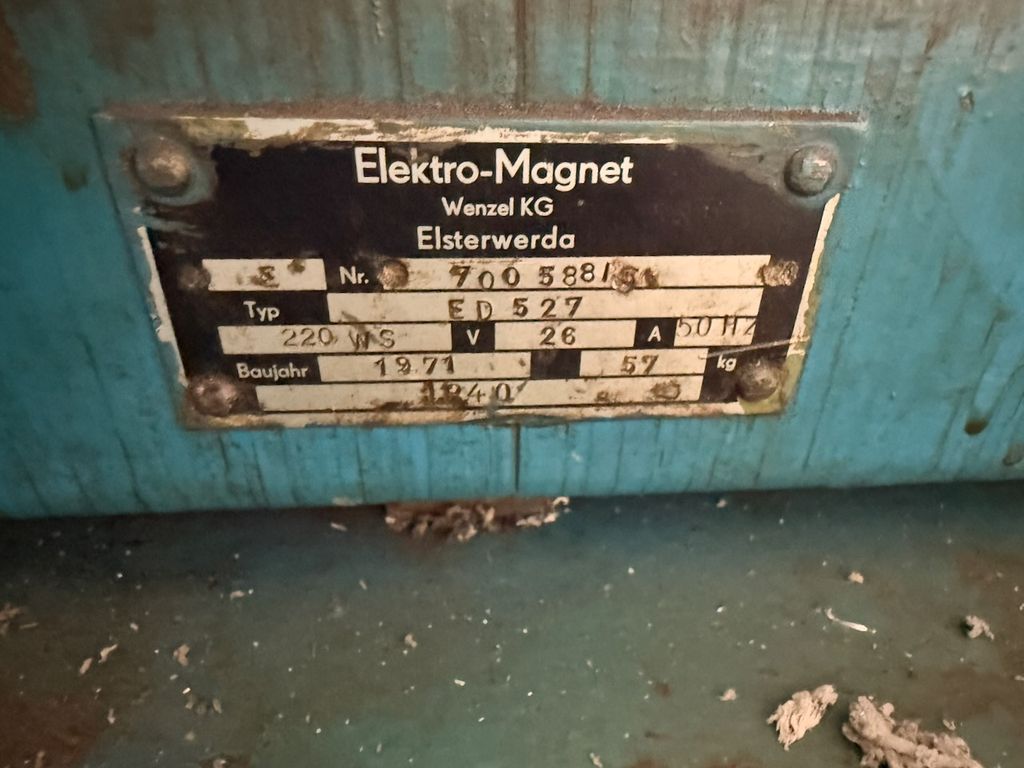 Elektro-Magnet
Wenzel KG
Elsterwerda
Nr. 700 588/
Typ ED 527
220 WS V 26 A 50 HZ
Baujahr 1971 57 kg
1240